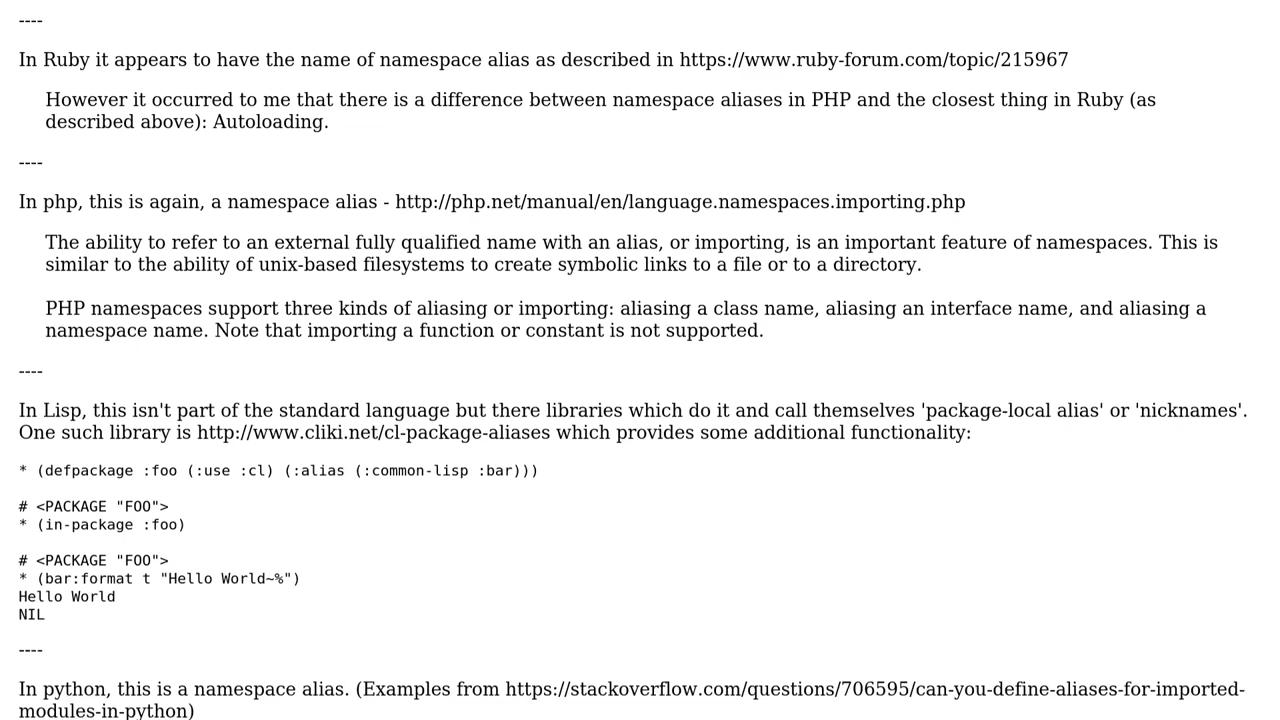 ----
In Ruby it appears to have the name of namespace alias as described in https://www.ruby-forum.com/topic/215967
However it occurred to me that there is a difference between namespace aliases in PHP and the closest thing in Ruby (as
described above): Autoloading.
----
In php, this is again, a namespace alias - http://php.net/manual/en/language.namespaces.importing.php
The ability to refer to an external fully qualified name with an alias, or importing, is an important feature of namespaces. This is
similar to the ability of unix-based filesystems to create symbolic links to a file or to a directory.
PHP namespaces support three kinds of aliasing or importing: aliasing a class name, aliasing an interface name, and aliasing a
namespace name. Note that importing a function or constant is not supported.
----
In Lisp, this isn't part of the standard language but there libraries which do it and call themselves 'package-local alias' or 'nicknames'.
One such library is http://www.cliki.net/cl-package-aliases which provides some additional functionality:
* (defpackage :foo (:use :cl) (:alias (:common-lisp :bar)))
# <PACKAGE "FOO">
* (in-package :foo)
# <PACKAGE "FOO">
* (bar:format t "Hello World~%")
Hello World
NIL
----
In python, this is a namespace alias. (Examples from https://stackoverflow.com/questions/706595/can-you-define-aliases-for-imported-
modules-in-python)